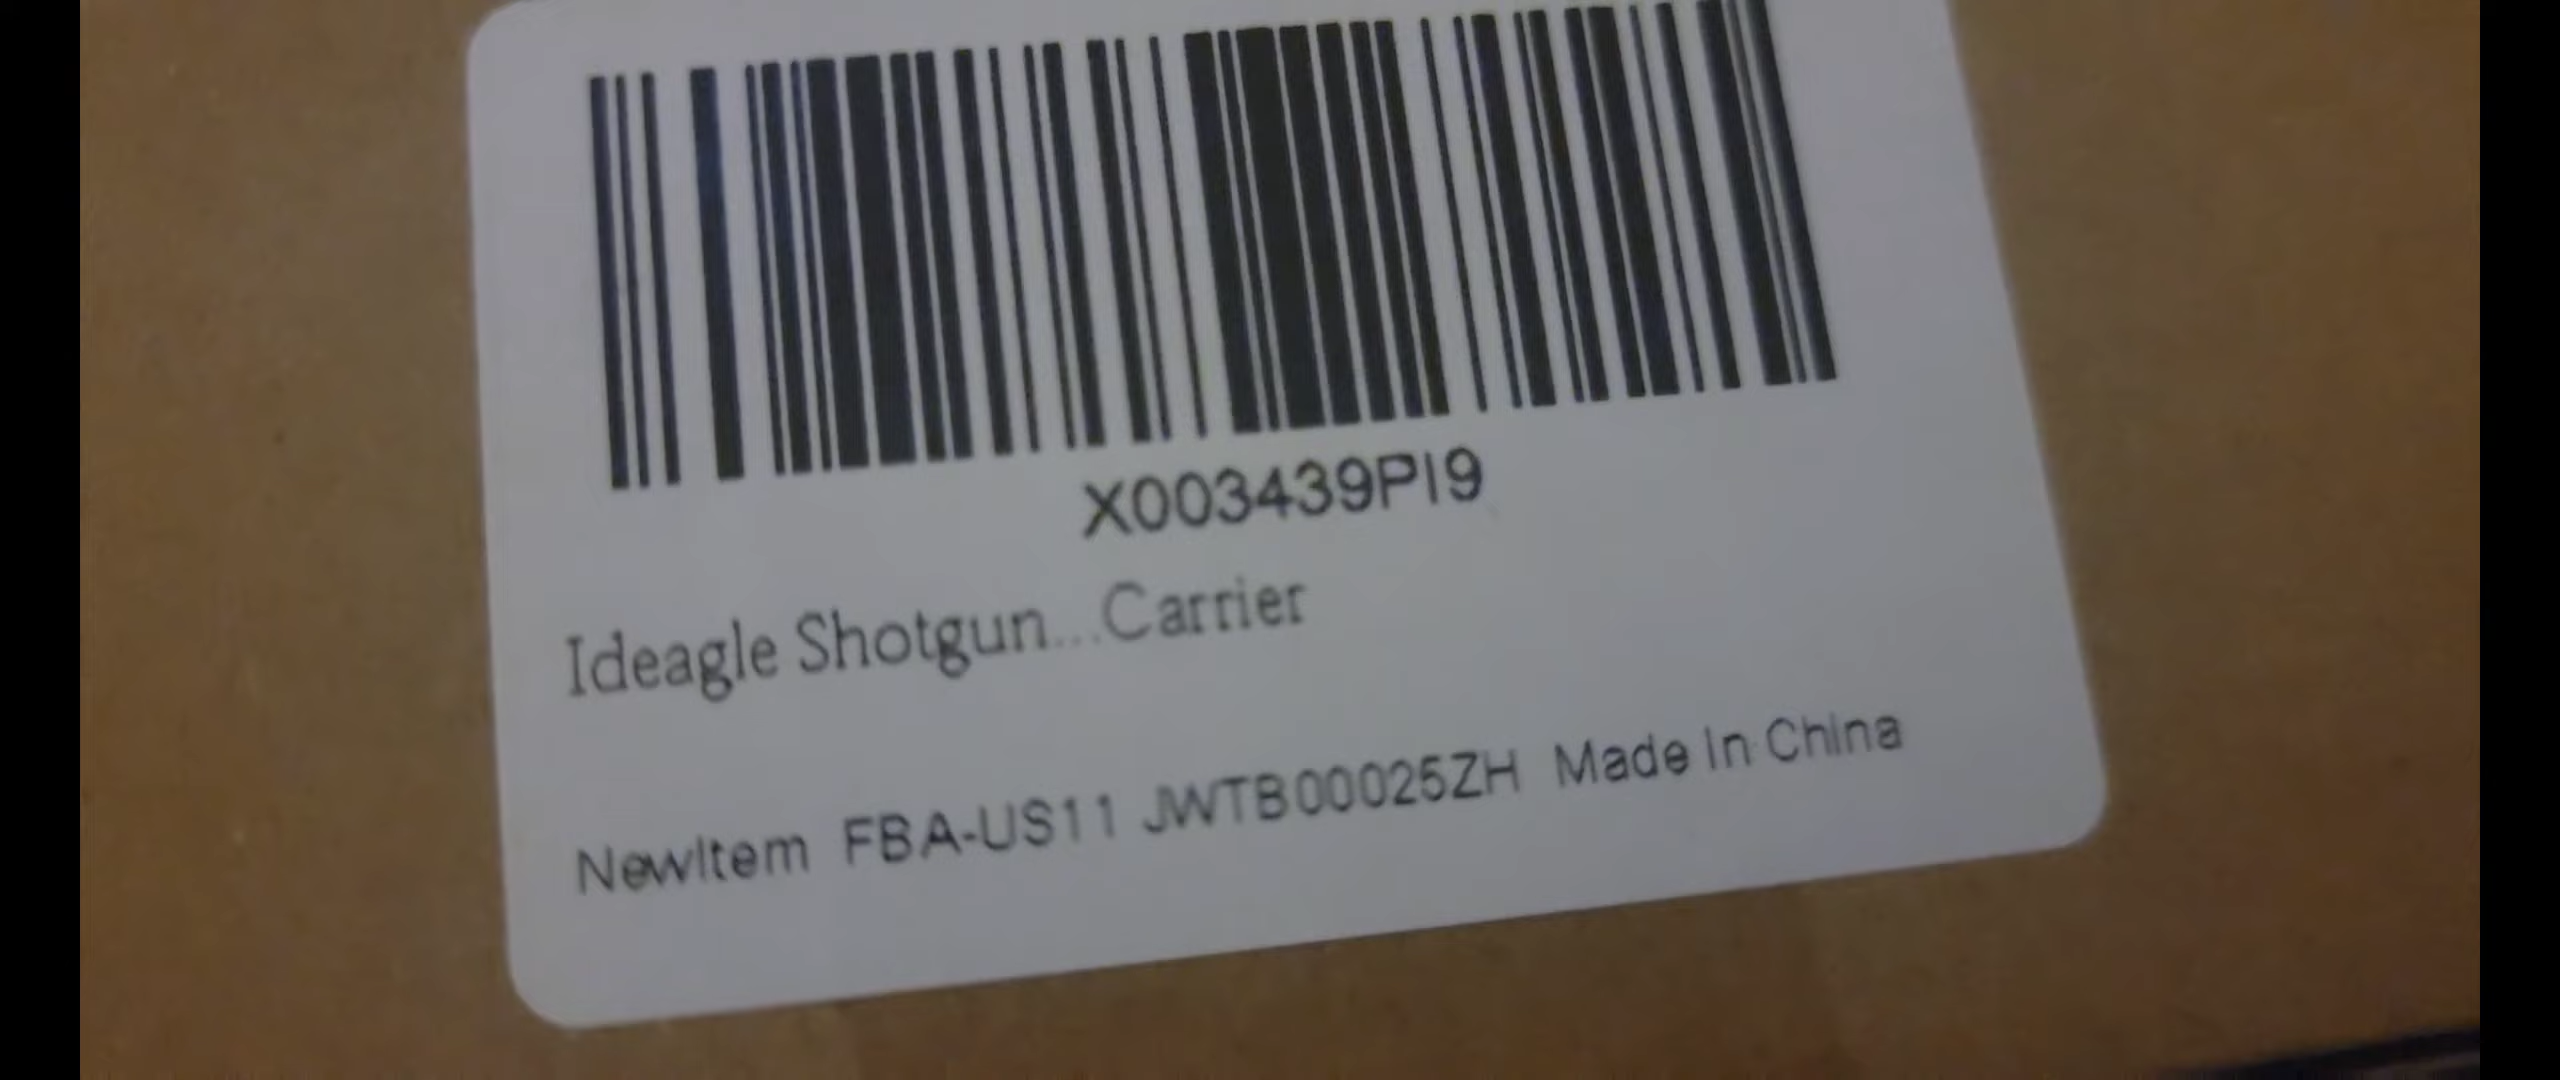 X003439PI9
Ideagle Shotgun...Carrier
NewItem FBA-US11 JWTB00025ZH Made In China